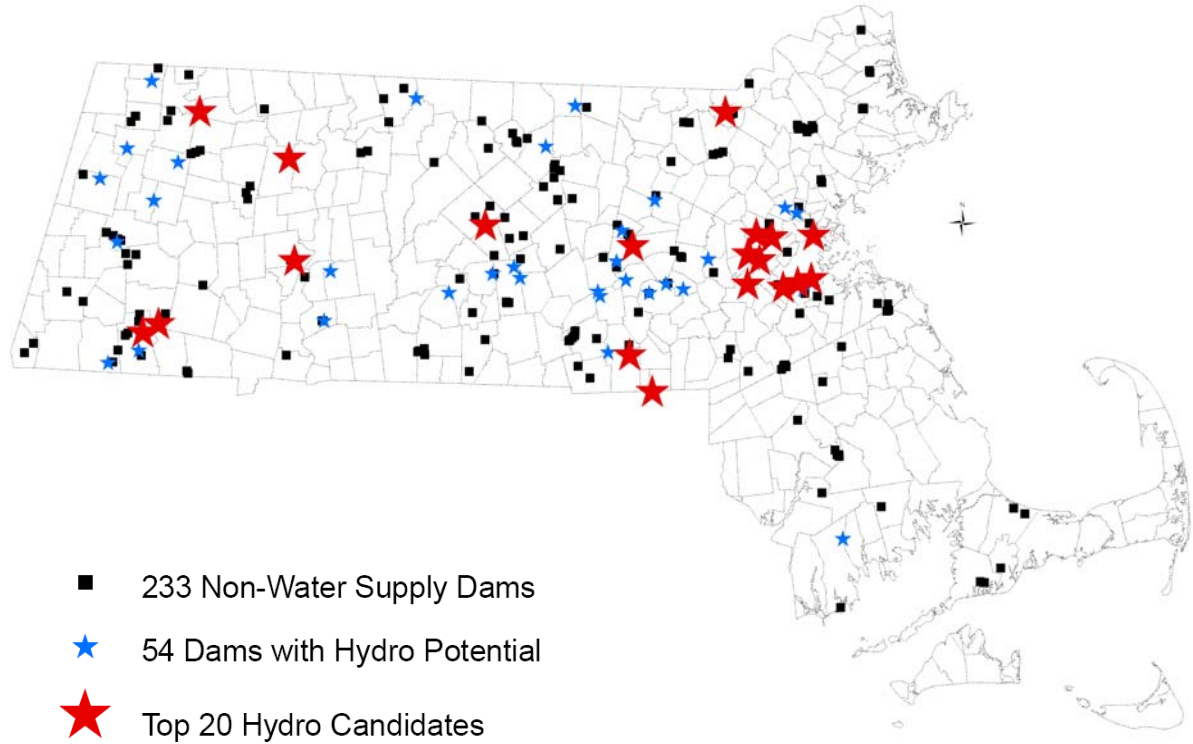 233 Non-Water Supply Dams
54 Dams with Hydro Potential
Top 20 Hydro Candidates